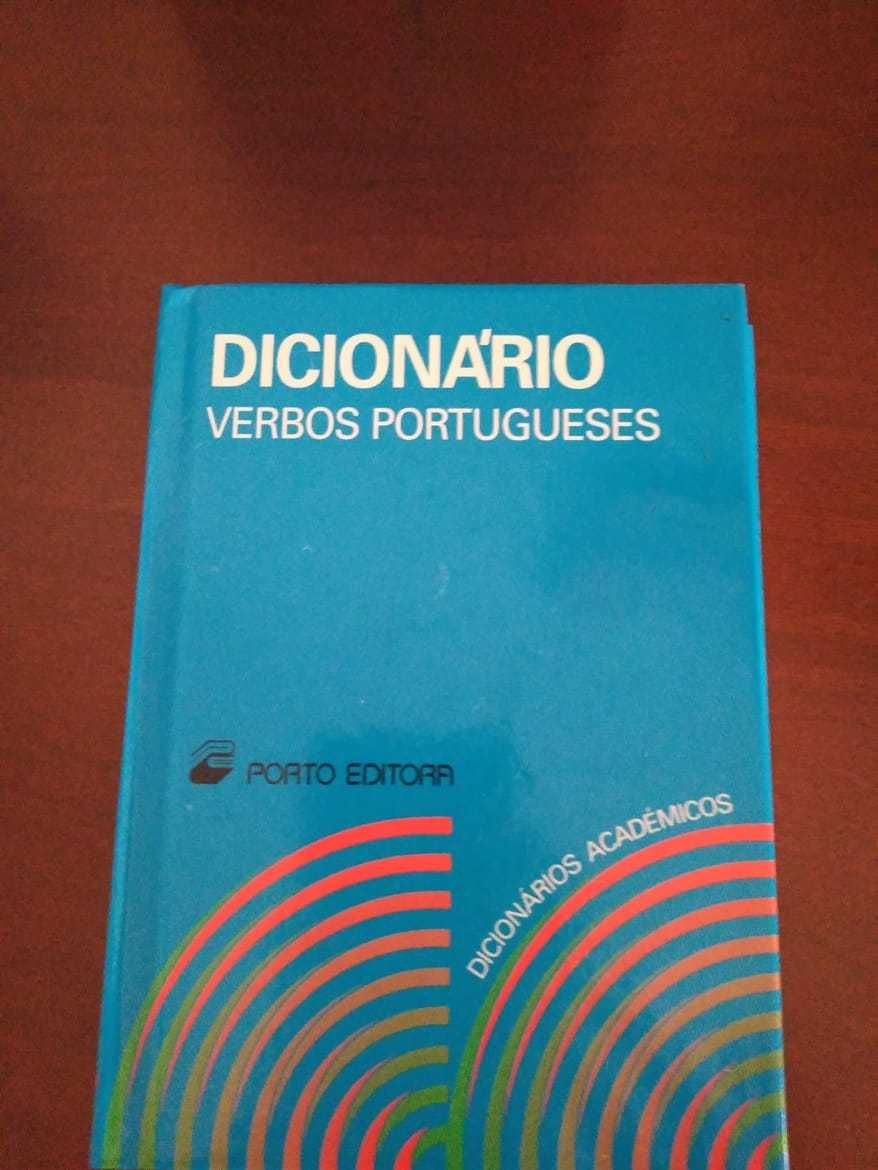 DICIONÁRIO
VERBOS PORTUGUESES
PORTO EDITORA
DICIONÁRIOS ACADÉMICOS